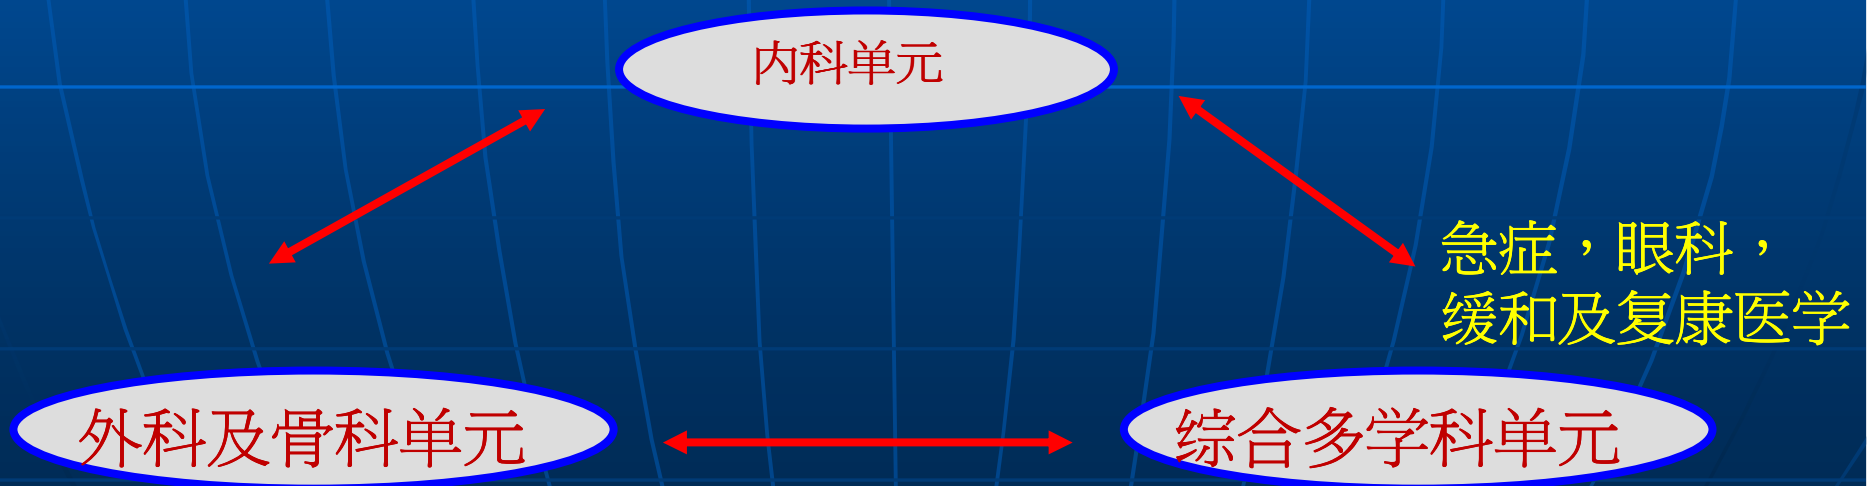 内科单元
急症，眼科，
缓和及复康医学
外科及骨科单元
综合多学科单元